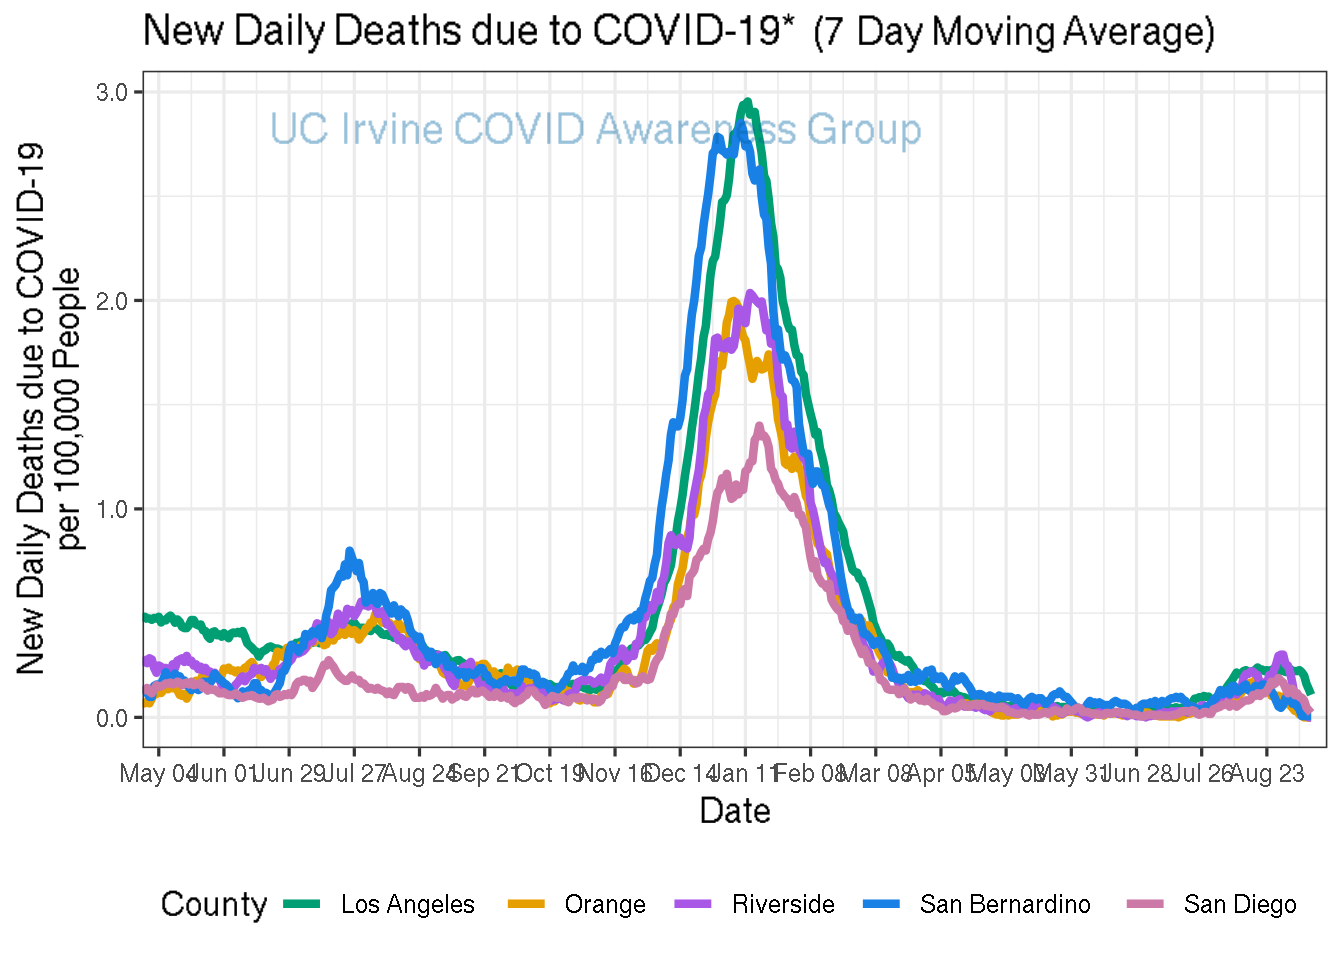 New Daily Deaths due to COVID-19* (7 Day Moving Average)
UC Irvine COVID Awareness Group
New Daily Deaths due to COVID-19
per 100,000 People
3.0
2.0
1.0
0.0
May 04 Jun 01 Jun 29 Jul 27 Aug 24 Sep 21 Oct 19 Nov 16 Dec 14 Jan 11 Feb 08 Mar 08 Apr 05 May 03 May 31 Jun 28 Jul 26 Aug 23
Date
County Los Angeles Orange Riverside San Bernardino San Diego